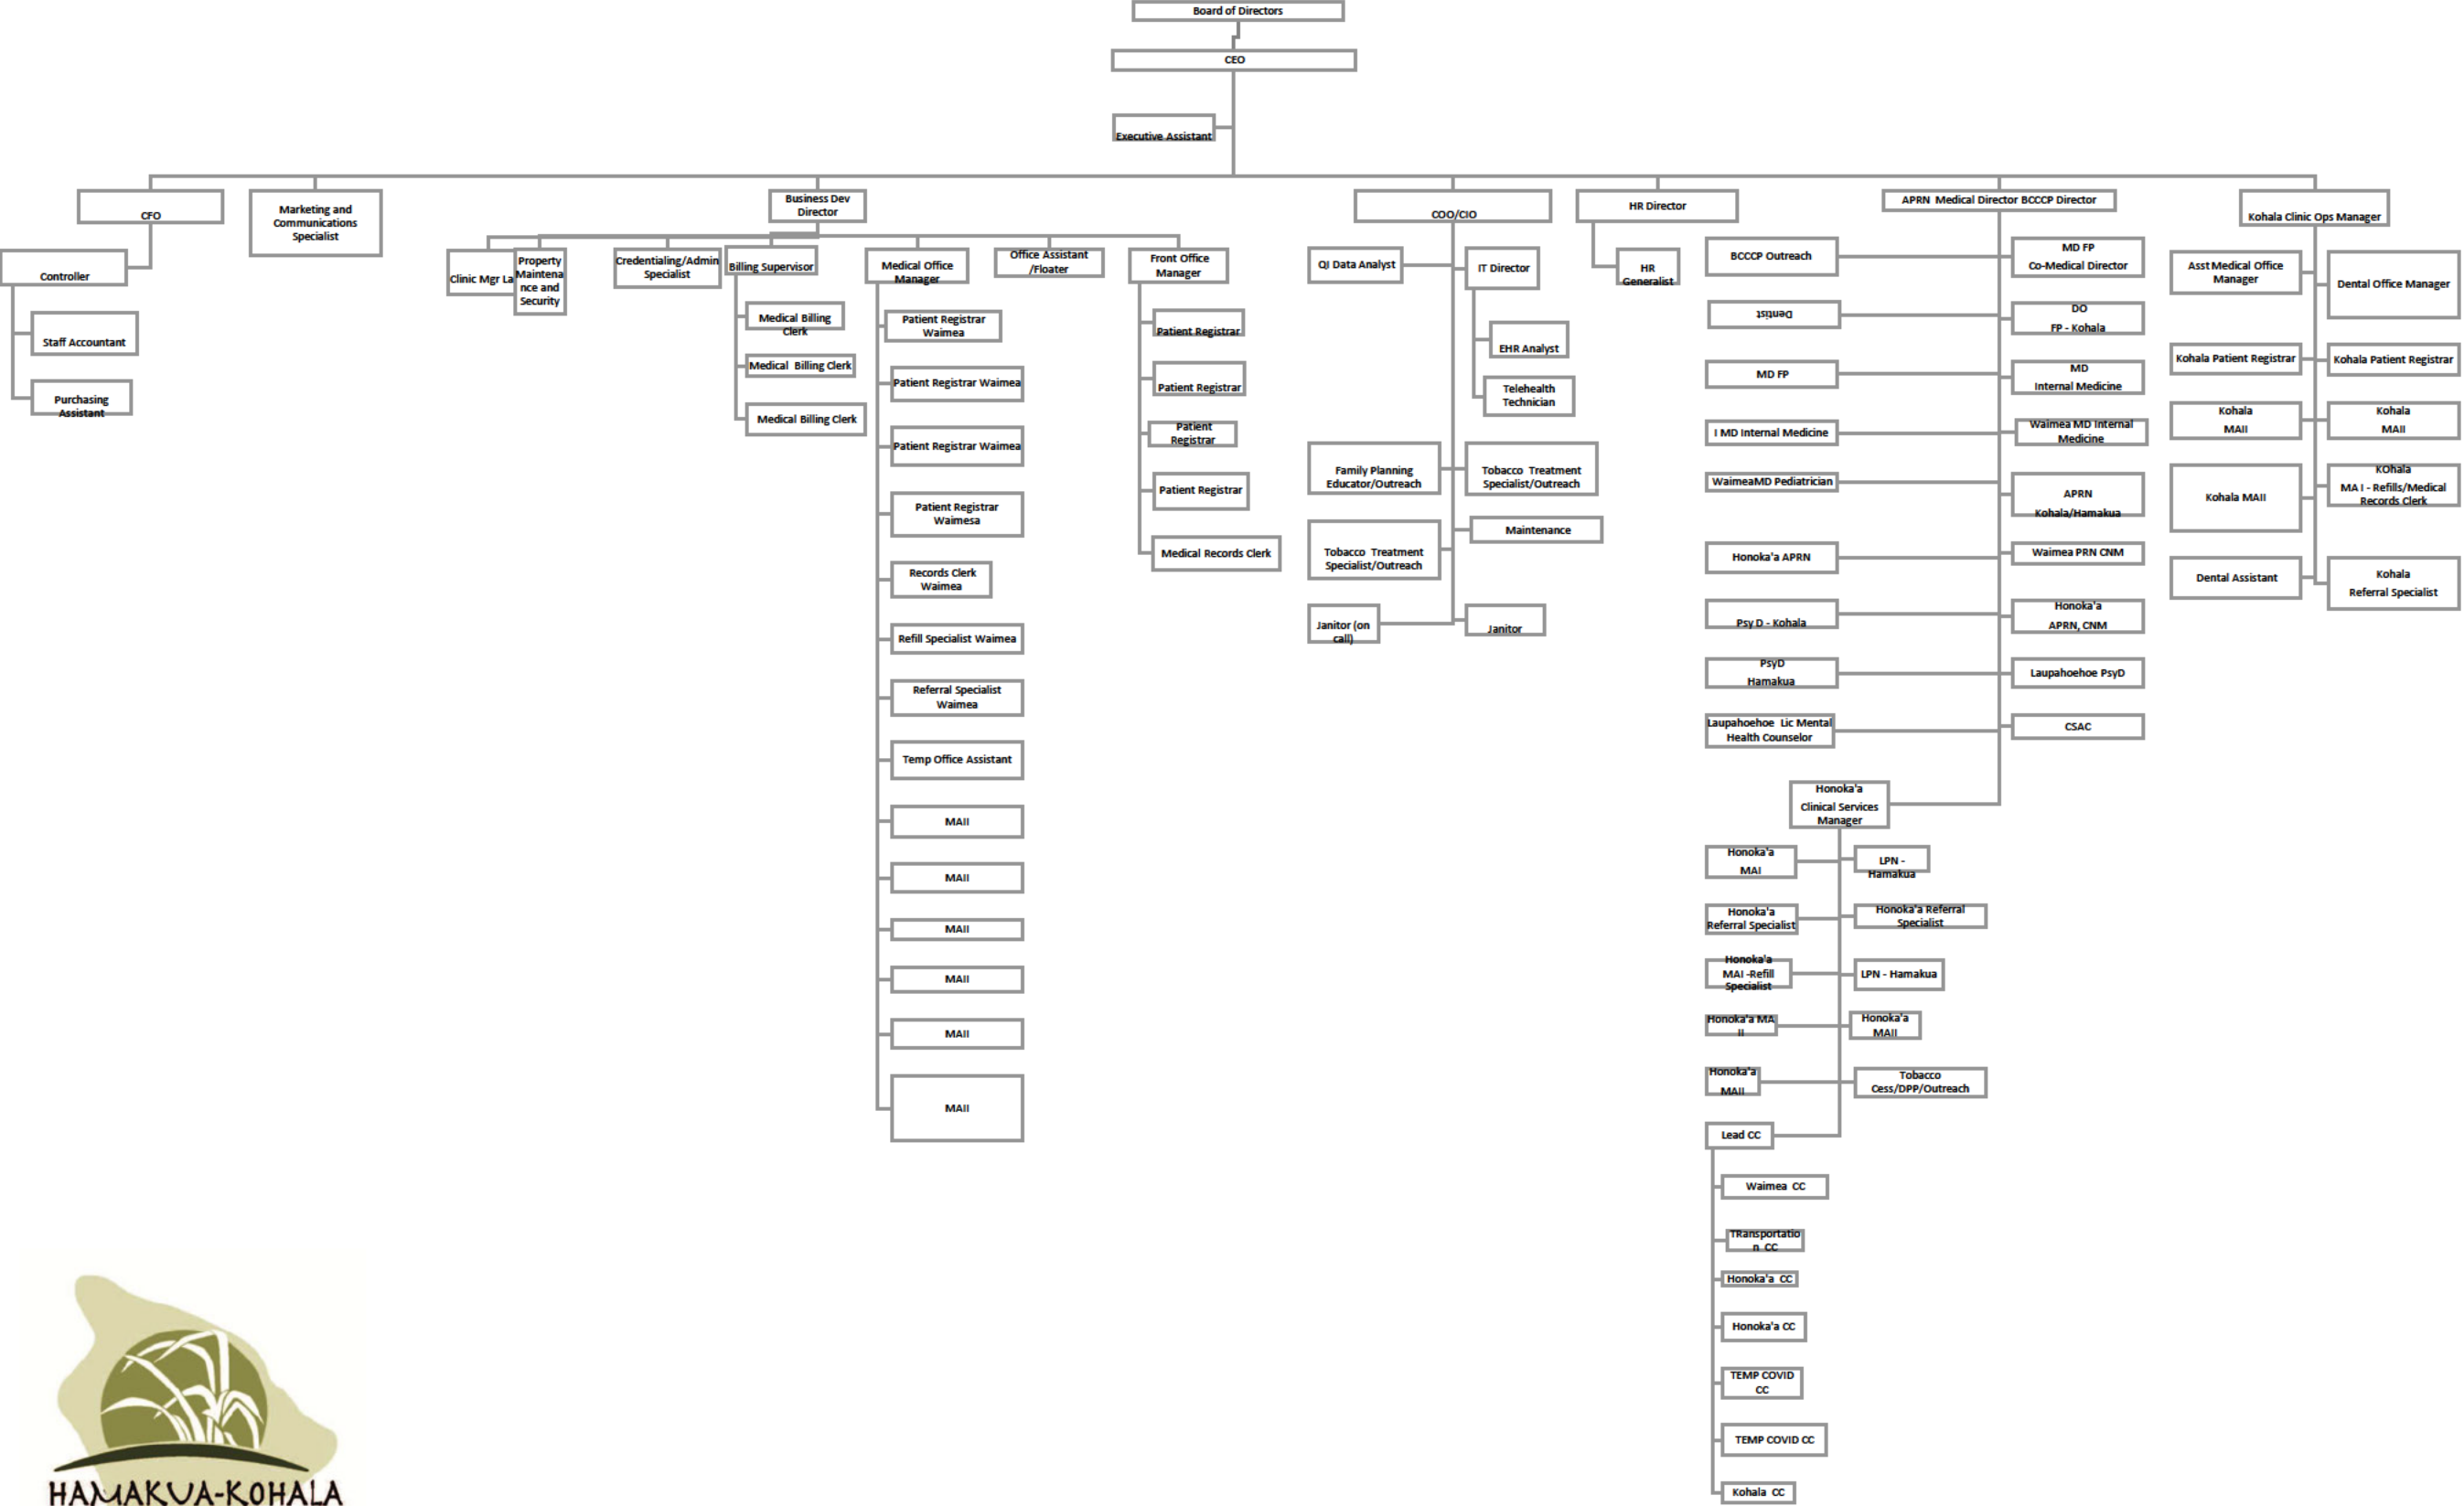 Board of Directors
CEO
Executive Assistant
CFO
Controller
Staff Accountant
Purchasing
Assistant
Marketing and
Communications
Specialist
Business Dev
Director
Clinic Mgr La
Property
Maintena
nce and
Security
Credentialing/Admin
Specialist
Billing Supervisor
Medical Billing
Clerk
Medical Billing Clerk
Medical Billing Clerk
Medical Office
Manager
Patient Registrar
Waimea
Patient Registrar Waimea
Patient Registrar Waimea
Patient Registrar
Waimesa
Records Clerk
Waimea
Refill Specialist Waimea
Referral Specialist
Waimea
Temp Office Assistant
MAII
MAII
MAII
MAII
MAII
MAII
Office Assistant
/Floater
Front Office
Manager
Patient Registrar
Patient Registrar
Patient
Registrar
Patient Registrar
Medical Records Clerk
COO/CIO
QI Data Analyst
IT Director
EHR Analyst
Telehealth
Technician
Family Planning
Educator/Outreach
Tobacco Treatment
Specialist/Outreach
Tobacco Treatment
Specialist/Outreach
Maintenance
Janitor (on
call)
Janitor
HR Director
HR
Generalist
APRN Medical Director BCCCP Director
BCCCP Outreach
MD FP
Co-Medical Director
Dentist
DO
FP - Kohala
MD FP
MD
Internal Medicine
I MD Internal Medicine
Waimea MD Internal
Medicine
WaimeaMD Pediatrician
APRN
Kohala/Hamakua
Honoka'a APRN
Waimea PRN CNM
Psy D - Kohala
Honoka'a
APRN, CNM
PsyD
Hamakua
Laupahoehoe PsyD
Laupahoehoe Lic Mental
Health Counselor
CSAC
Honoka'a
Clinical Services
Manager
Honoka'a
MAI
LPN -
Hamakua
Honoka'a
Referral Specialist
Honoka'a Referral
Specialist
Honoka'a
MAI -Refill
Specialist
LPN - Hamakua
Honoka'a MA
II
Honoka'a
MAII
Honoka'a
MAII
Tobacco
Cess/DPP/Outreach
Lead CC
Waimea CC
TRansportatio
n CC
Honoka'a CC
Honoka'a CC
TEMP COVID
CC
TEMP COVID CC
Kohala CC
Kohala Clinic Ops Manager
Asst Medical Office
Manager
Dental Office Manager
Kohala Patient Registrar
Kohala Patient Registrar
Kohala
MAII
Kohala
MAII
Kohala MAII
KOhala
MA I - Refills/Medical
Records Clerk
Dental Assistant
Kohala
Referral Specialist
HAMAKUA-KOHALA